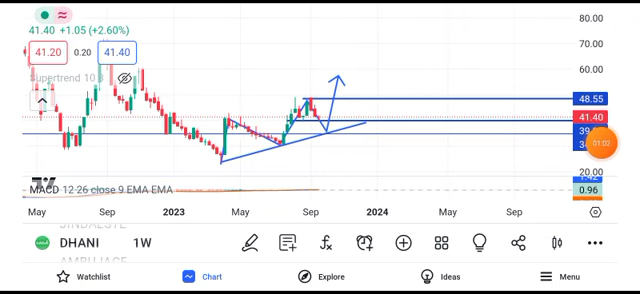 80.00
41.40 +1.05 (+2.60%)
41.20 0.20 41.40
70.00
60.00
Supertrend 10 3
48.55
41.40
01:02
20.00
MACD 12 26 close 9 EMA EMA
0.96
May Sep 2023 May Sep 2024 May Sep
DHANI 1W
Watchlist Chart Explore Ideas Menu